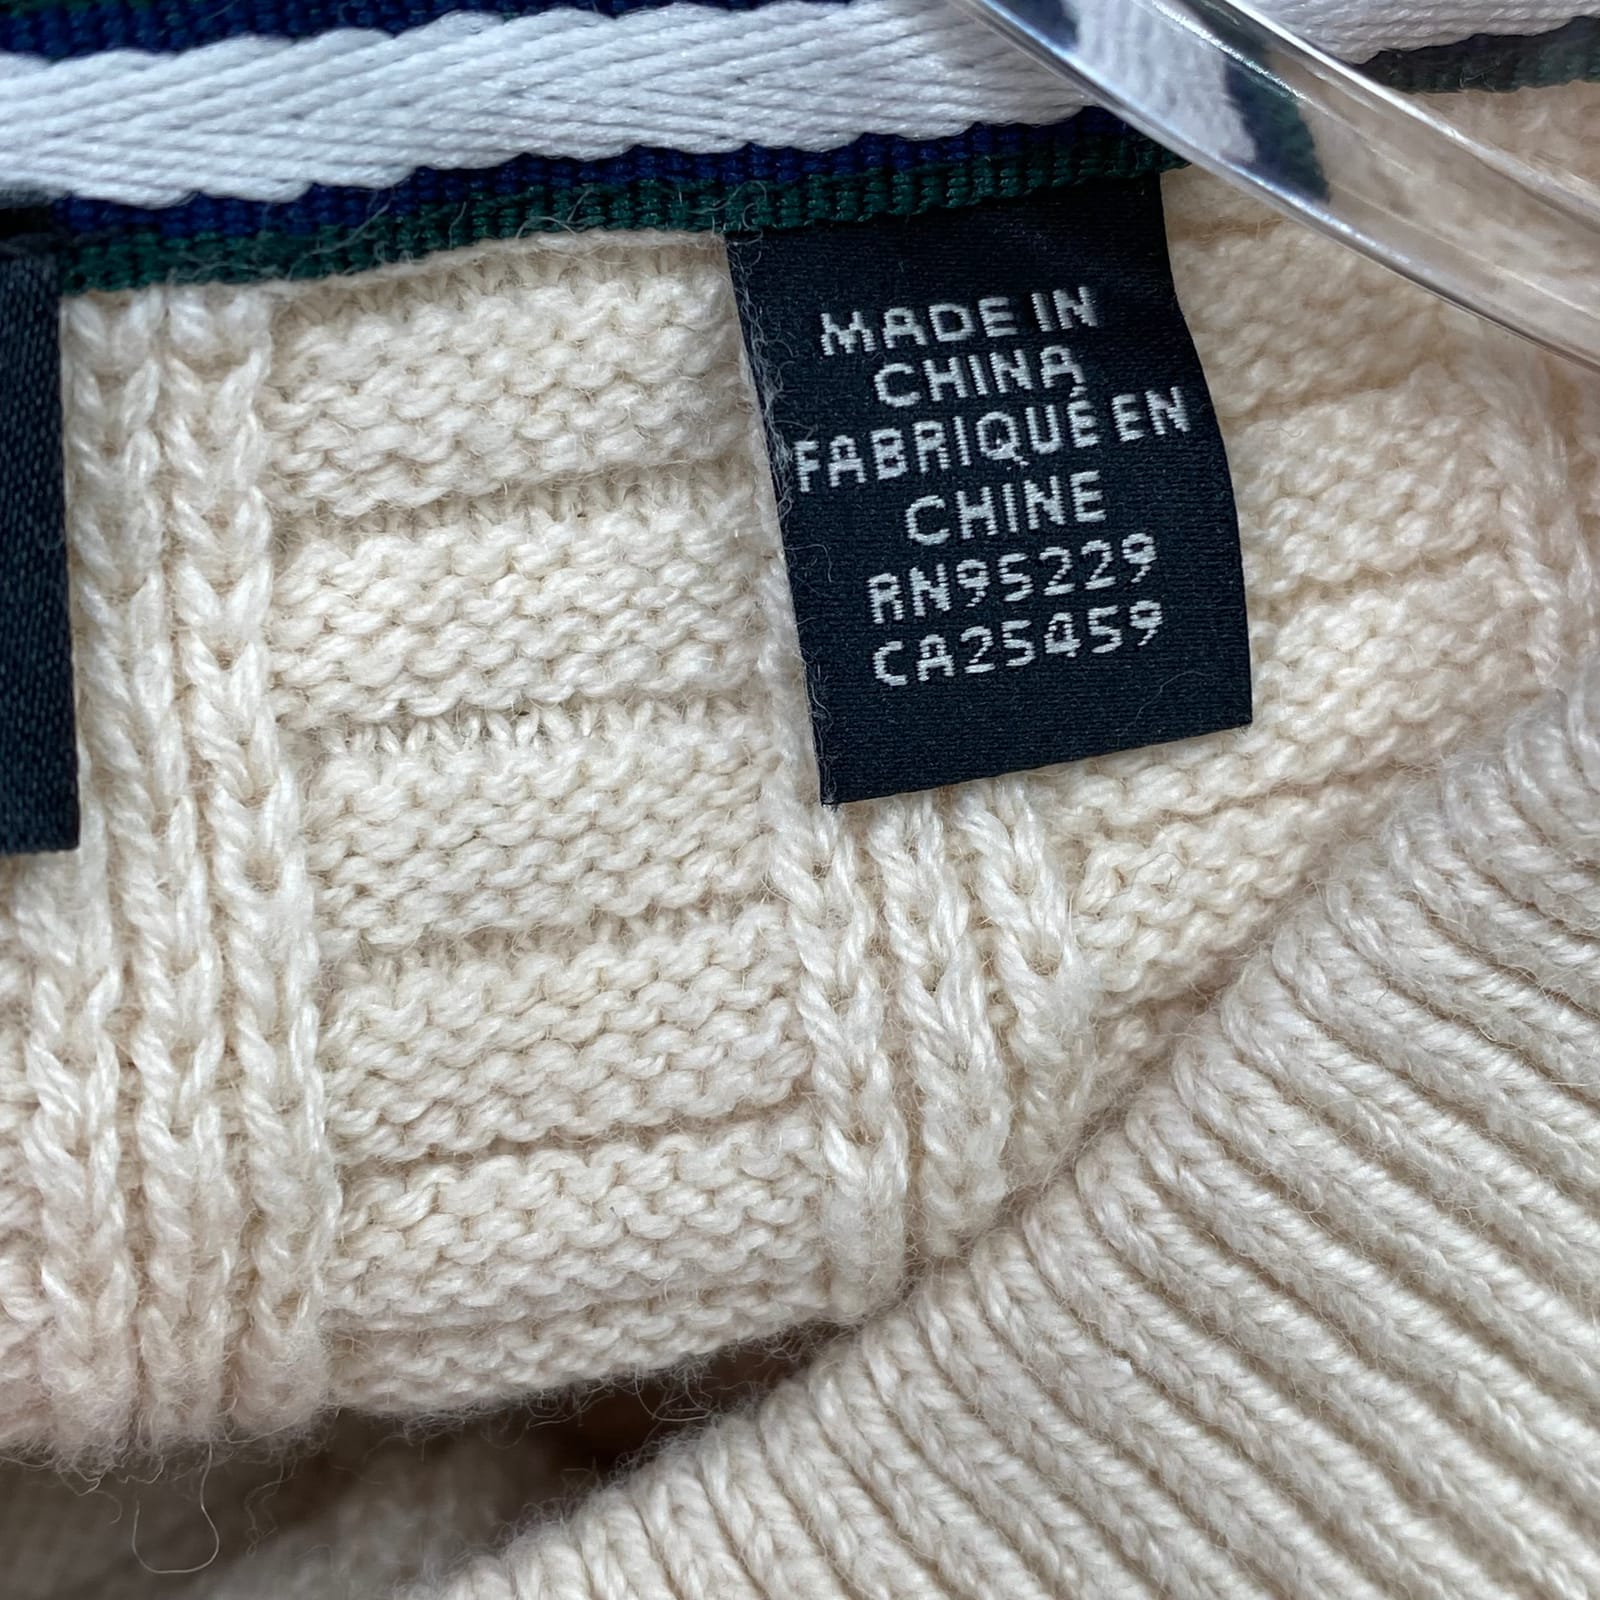 MADE IN
CHINA
FABRIQUÉ EN
CHINE
RN95229
CA25459